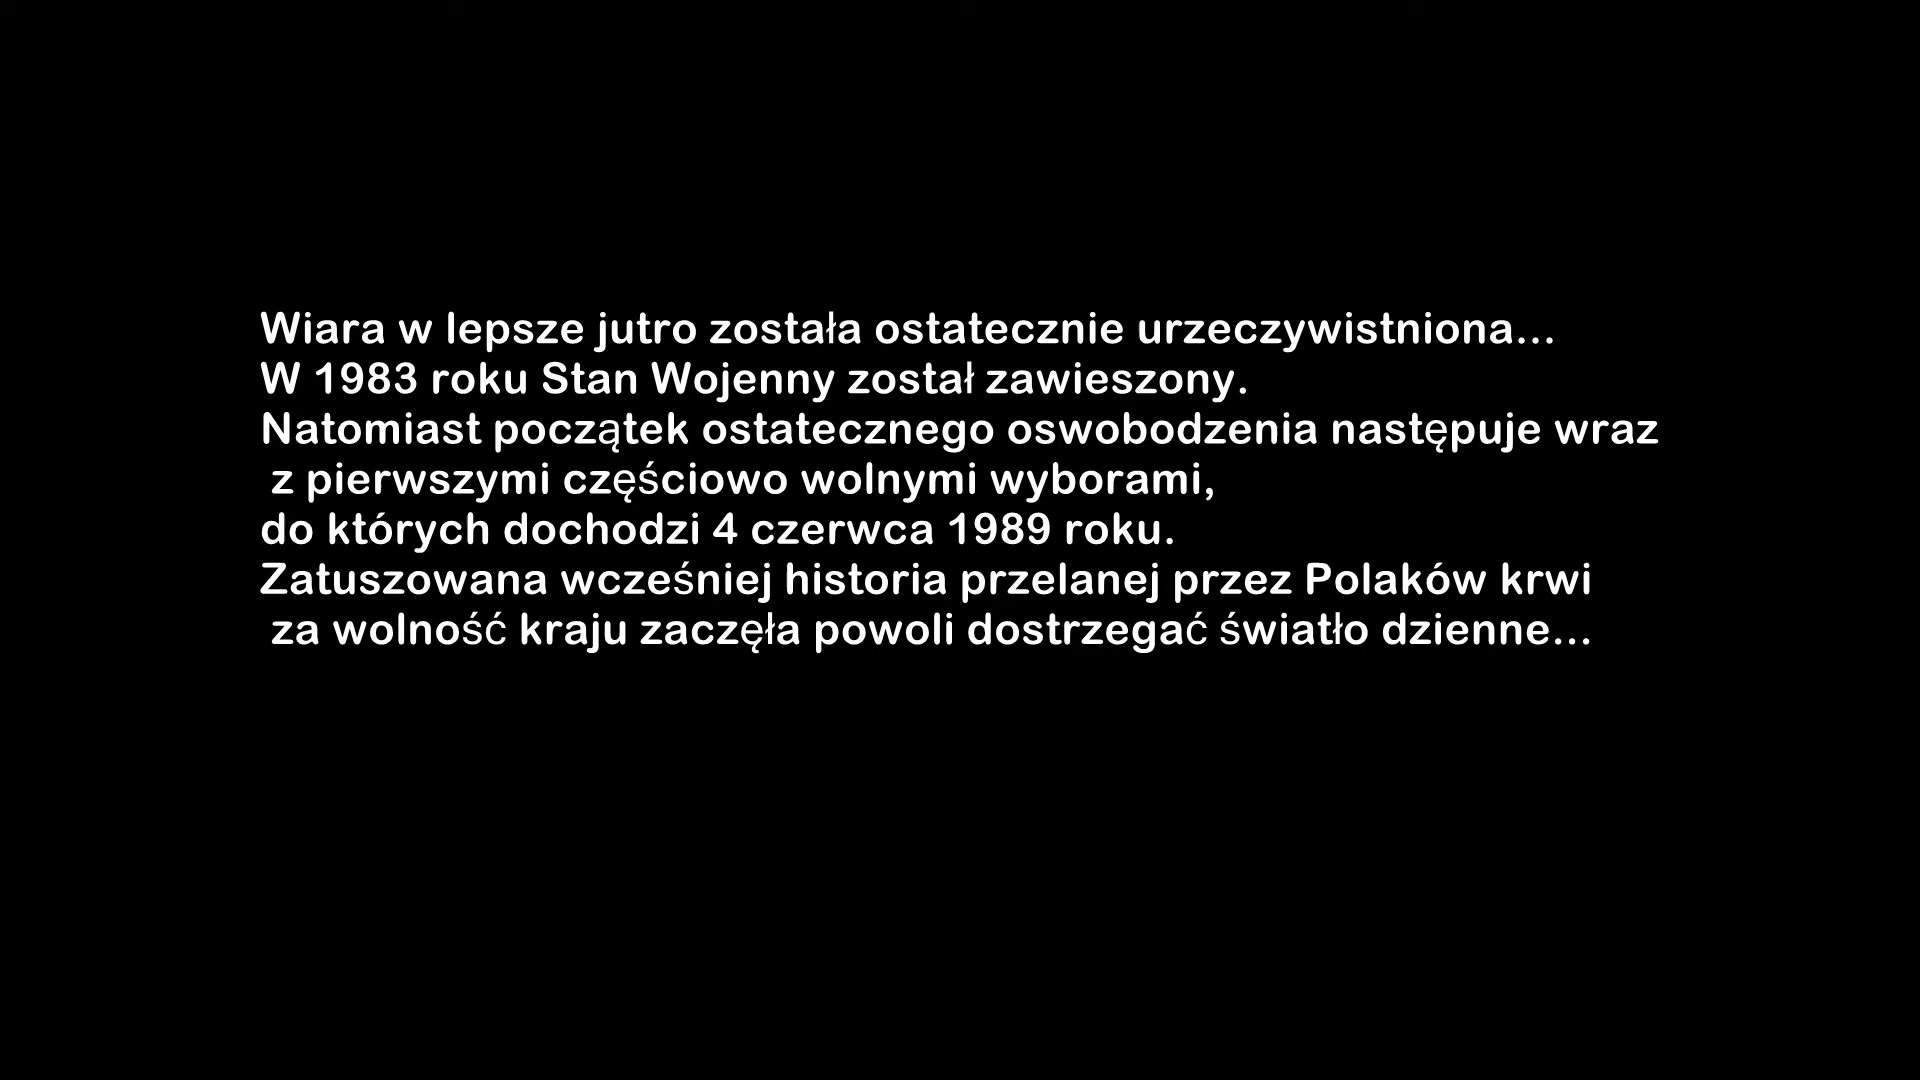 Wiara w lepsze jutro została ostatecznie urzeczywistniona...
W 1983 roku Stan Wojenny został zawieszony.
Natomiast początek ostatecznego oswobodzenia następuje wraz
z pierwszymi częściowo wolnymi wyborami,
do których dochodzi 4 czerwca 1989 roku.
Zatuszowana wcześniej historia przelanej przez Polaków krwi
za wolność kraju zaczęła powoli dostrzegać światło dzienne...